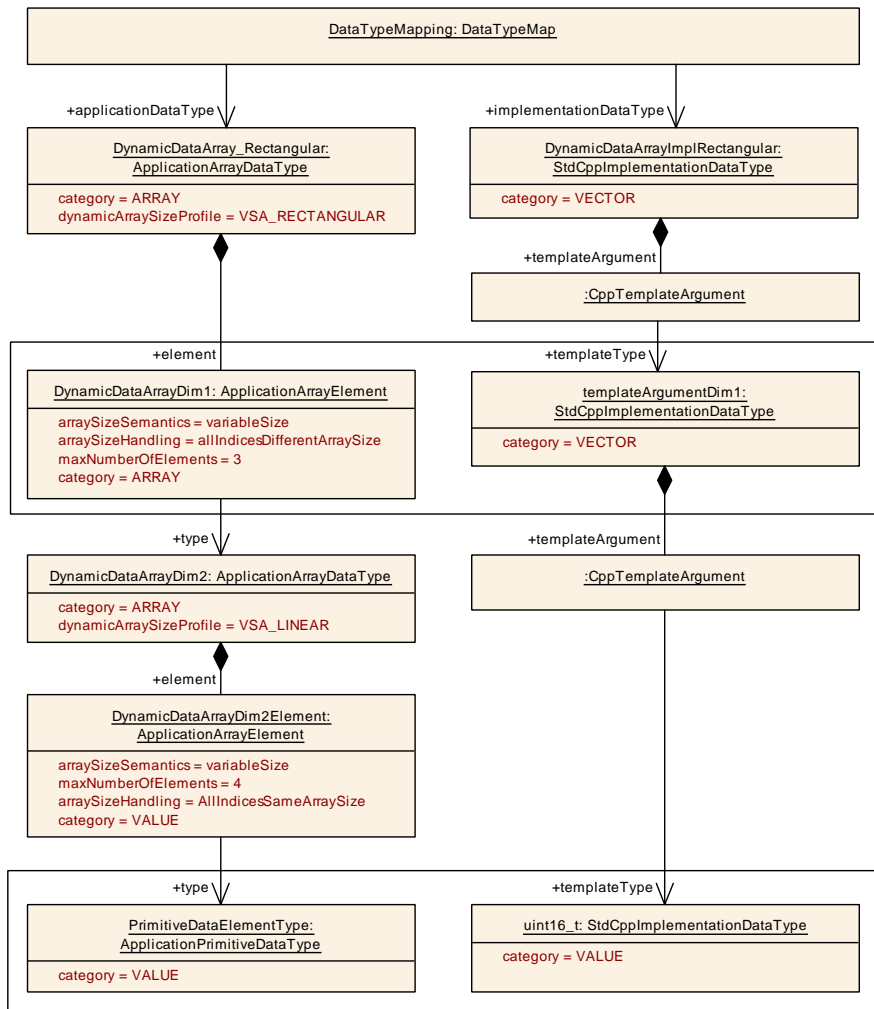 DataTypeMapping: DataTypeMap
+applicationDataType
+implementationDataType
DynamicDataArray_Rectangular:
ApplicationArrayDataType
category = ARRAY
dynamicArraySizeProfile = VSA_RECTANGULAR
DynamicDataArrayImplRectangular:
StdCppImplementationDataType
category = VECTOR
+templateArgument
:CppTemplateArgument
+element
+templateType
DynamicDataArrayDim1: ApplicationArrayElement
arraySizeSemantics = variableSize
arraySizeHandling = allIndicesDifferentArraySize
maxNumberOfElements = 3
category = ARRAY
templateArgumentDim1:
StdCppImplementationDataType
category = VECTOR
+type
+templateArgument
DynamicDataArrayDim2: ApplicationArrayDataType
category = ARRAY
dynamicArraySizeProfile = VSA_LINEAR
:CppTemplateArgument
+element
DynamicDataArrayDim2Element:
ApplicationArrayElement
arraySizeSemantics = variableSize
maxNumberOfElements = 4
arraySizeHandling = AllIndicesSameArraySize
category = VALUE
+type
+templateType
PrimitiveDataElementType:
ApplicationPrimitiveDataType
category = VALUE
uint16_t: StdCppImplementationDataType
category = VALUE